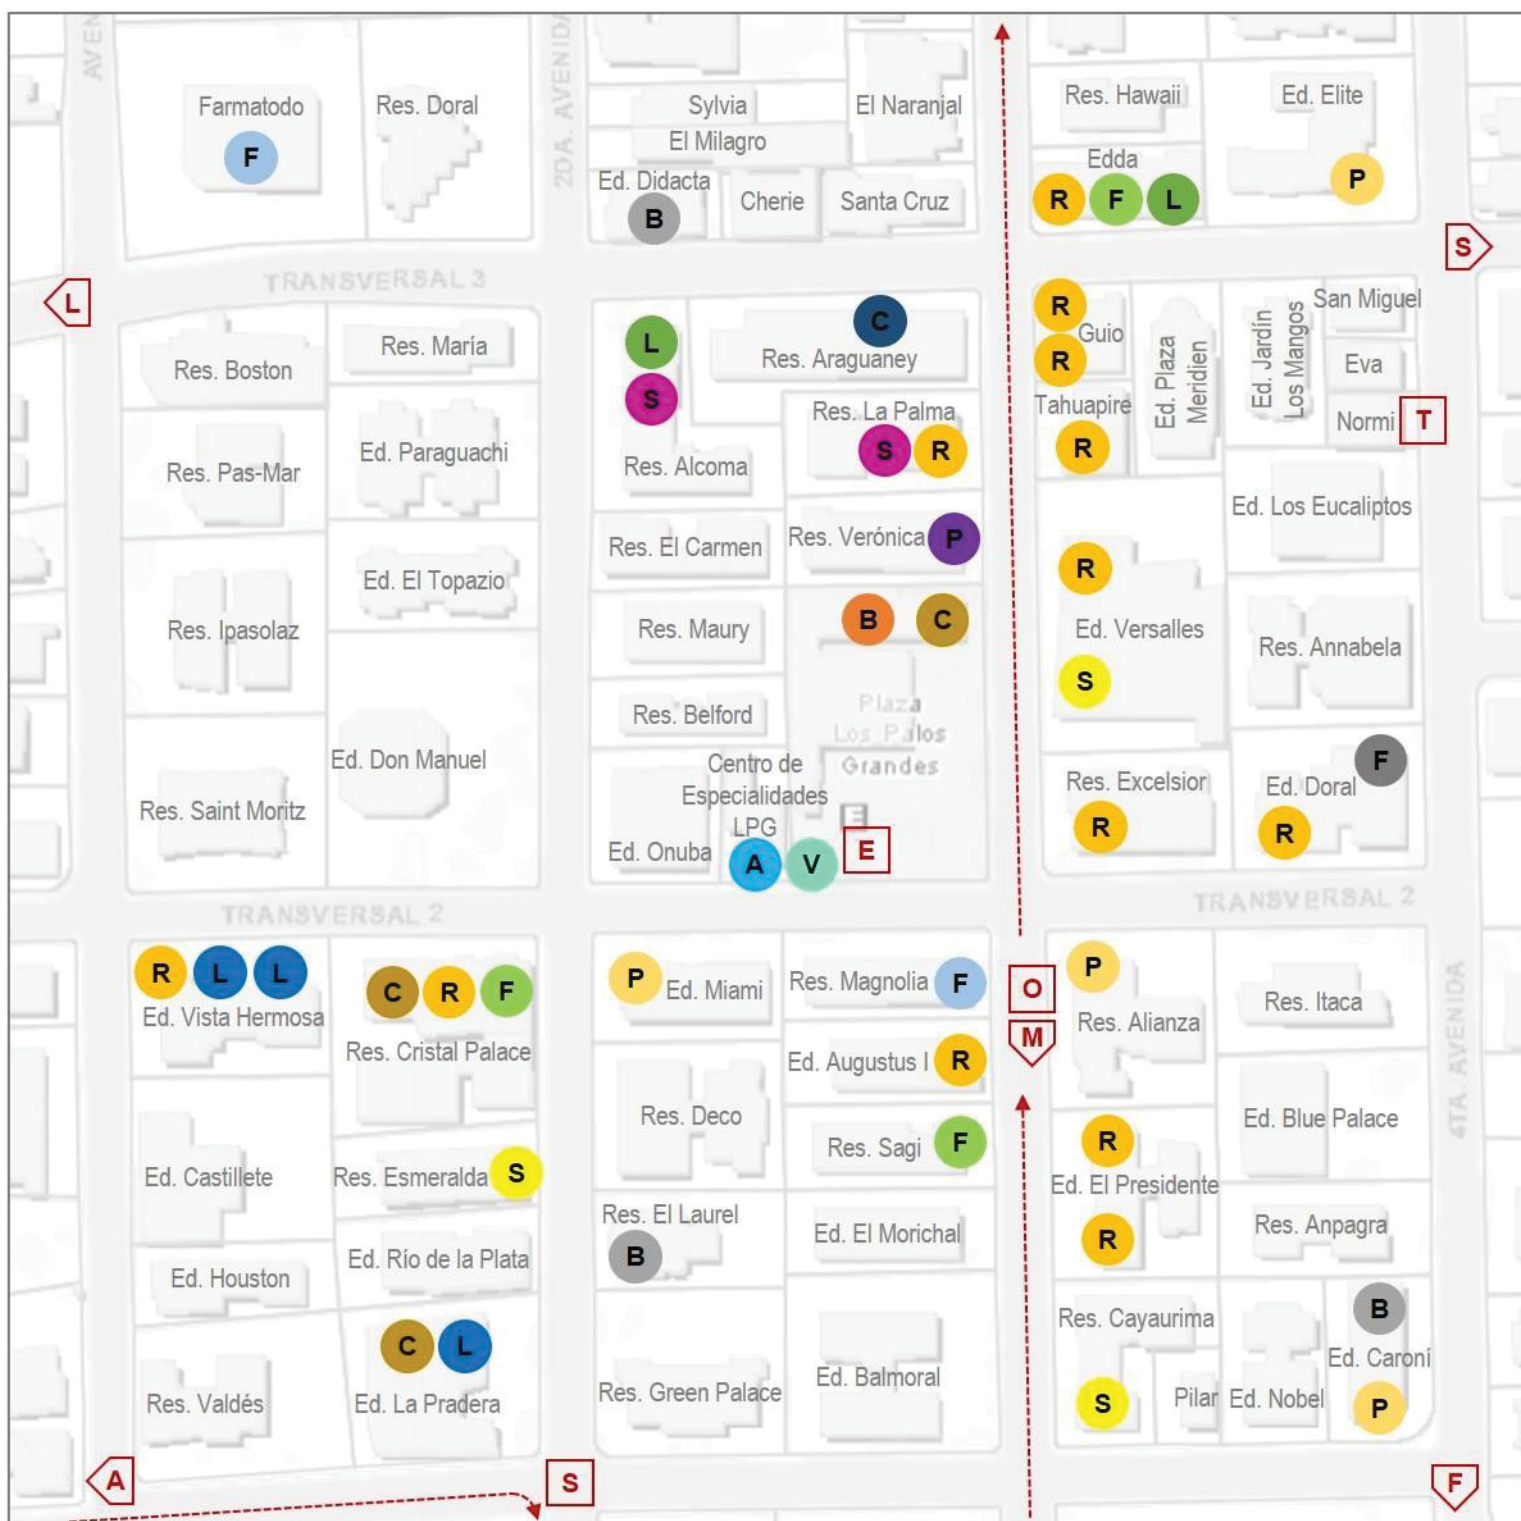 AVEN
2DA. AVENIDA
Farmatodo
F
Res. Doral
Sylvia
El Milagro
El Naranjal
Ed. Didacta
B
Cherie
Santa Cruz
Res. Hawaii
Ed. Elite
P
Edda
R F L
S
TRANSVERSAL 3
L
Res. Boston
Res. María
L
S
Res. Alcoma
C
Res. Araguaney
Res. La Palma
S R
R
Guio
R
Tahuapire
R
Ed. Plaza
Meridien
Ed. Jardín
Los Mangos
San Miguel
Eva
Normi
T
Res. Pas-Mar
Ed. Paraguachi
Res. El Carmen
Res. Verónica
P
Ed. Los Eucaliptos
Res. Ipasolaz
Ed. El Topazio
Res. Maury
B C
R
Ed. Versalles
S
Res. Annabela
Res. Belford
Plaza
Los Palos
Grandes
E
Res. Saint Moritz
Ed. Don Manuel
Ed. Onuba
Centro de
Especialidades
LPG
A V
E
Res. Excelsior
R
Ed. Doral
F
R
TRANSVERSAL 2
TRANSVERSAL 2
R L L
Ed. Vista Hermosa
C R F
Res. Cristal Palace
P
Ed. Miami
Res. Magnolia
F
O
M
P
Res. Alianza
Res. Itaca
4TA. AVENIDA
Res. Deco
Ed. Augustus I
R
Res. Sagi
F
Ed. Blue Palace
Ed. Castillete
Res. Esmeralda
S
Res. El Laurel
B
Ed. El Morichal
R
Ed. El Presidente
R
Res. Anpagra
Ed. Houston
Ed. Río de la Plata
Res. Valdés
C L
Ed. La Pradera
Res. Green Palace
Ed. Balmoral
Res. Cayaurima
S
Pilar
Ed. Nobel
B
Ed. Caroní
P
A
S
F